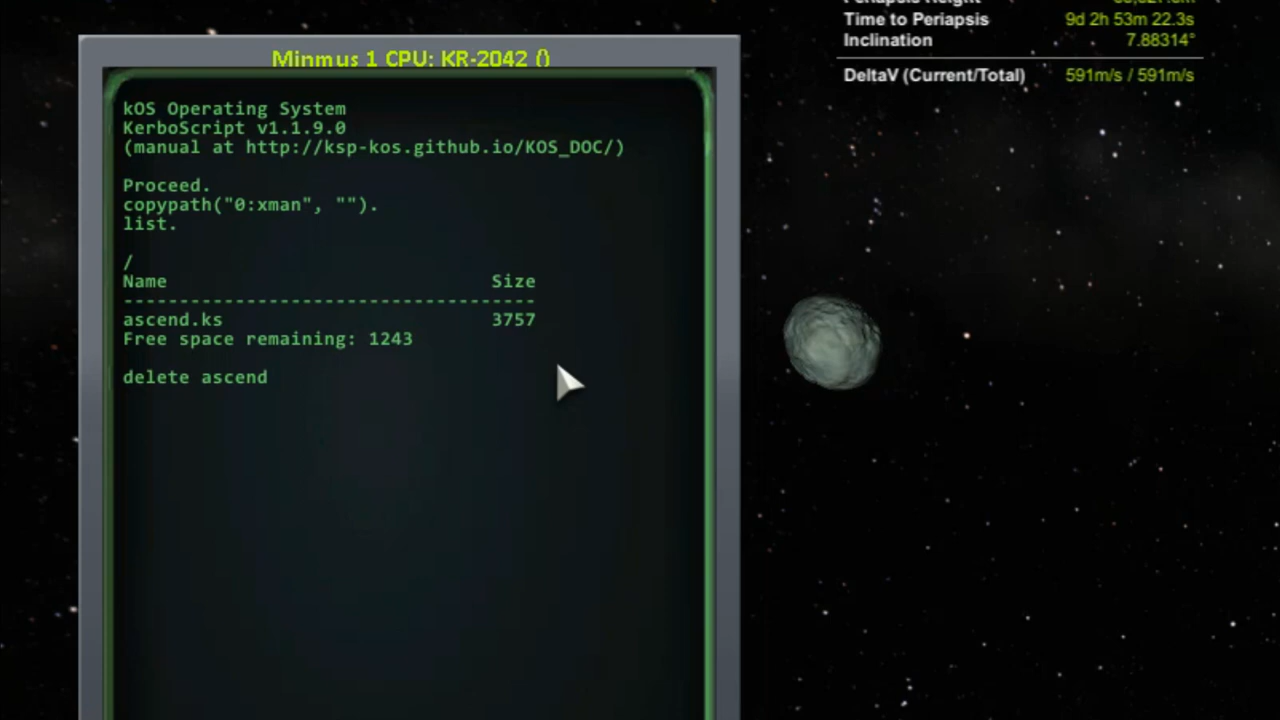 Time to Periapsis 9d 2h 53m 22.3s
Inclination 7.88314°
DeltaV (Current/Total) 591m/s / 591m/s
Minmus 1 CPU: KR-2042 ()
kOS Operating System
KerboScript v1.1.9.0
(manual at http://ksp-kos.github.io/KOS_DOC/)
Proceed.
copypath("0:xman", "").
list.
/
Name Size
-------------------------------------
ascend.ks 3757
Free space remaining: 1243
delete ascend